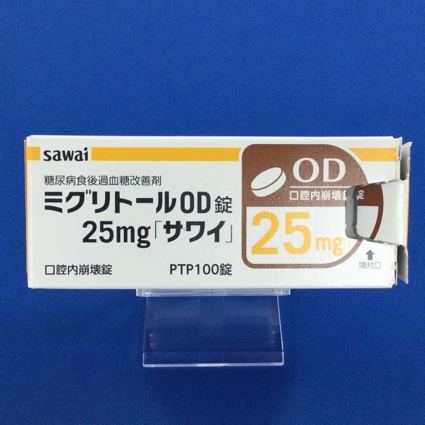 sawai
糖尿病食後過血糖改善剤
ミグリトールOD錠
25mg「サワイ」
口腔内崩壊錠
PTP100錠
OD
口腔内崩壊錠
25mg
開封口